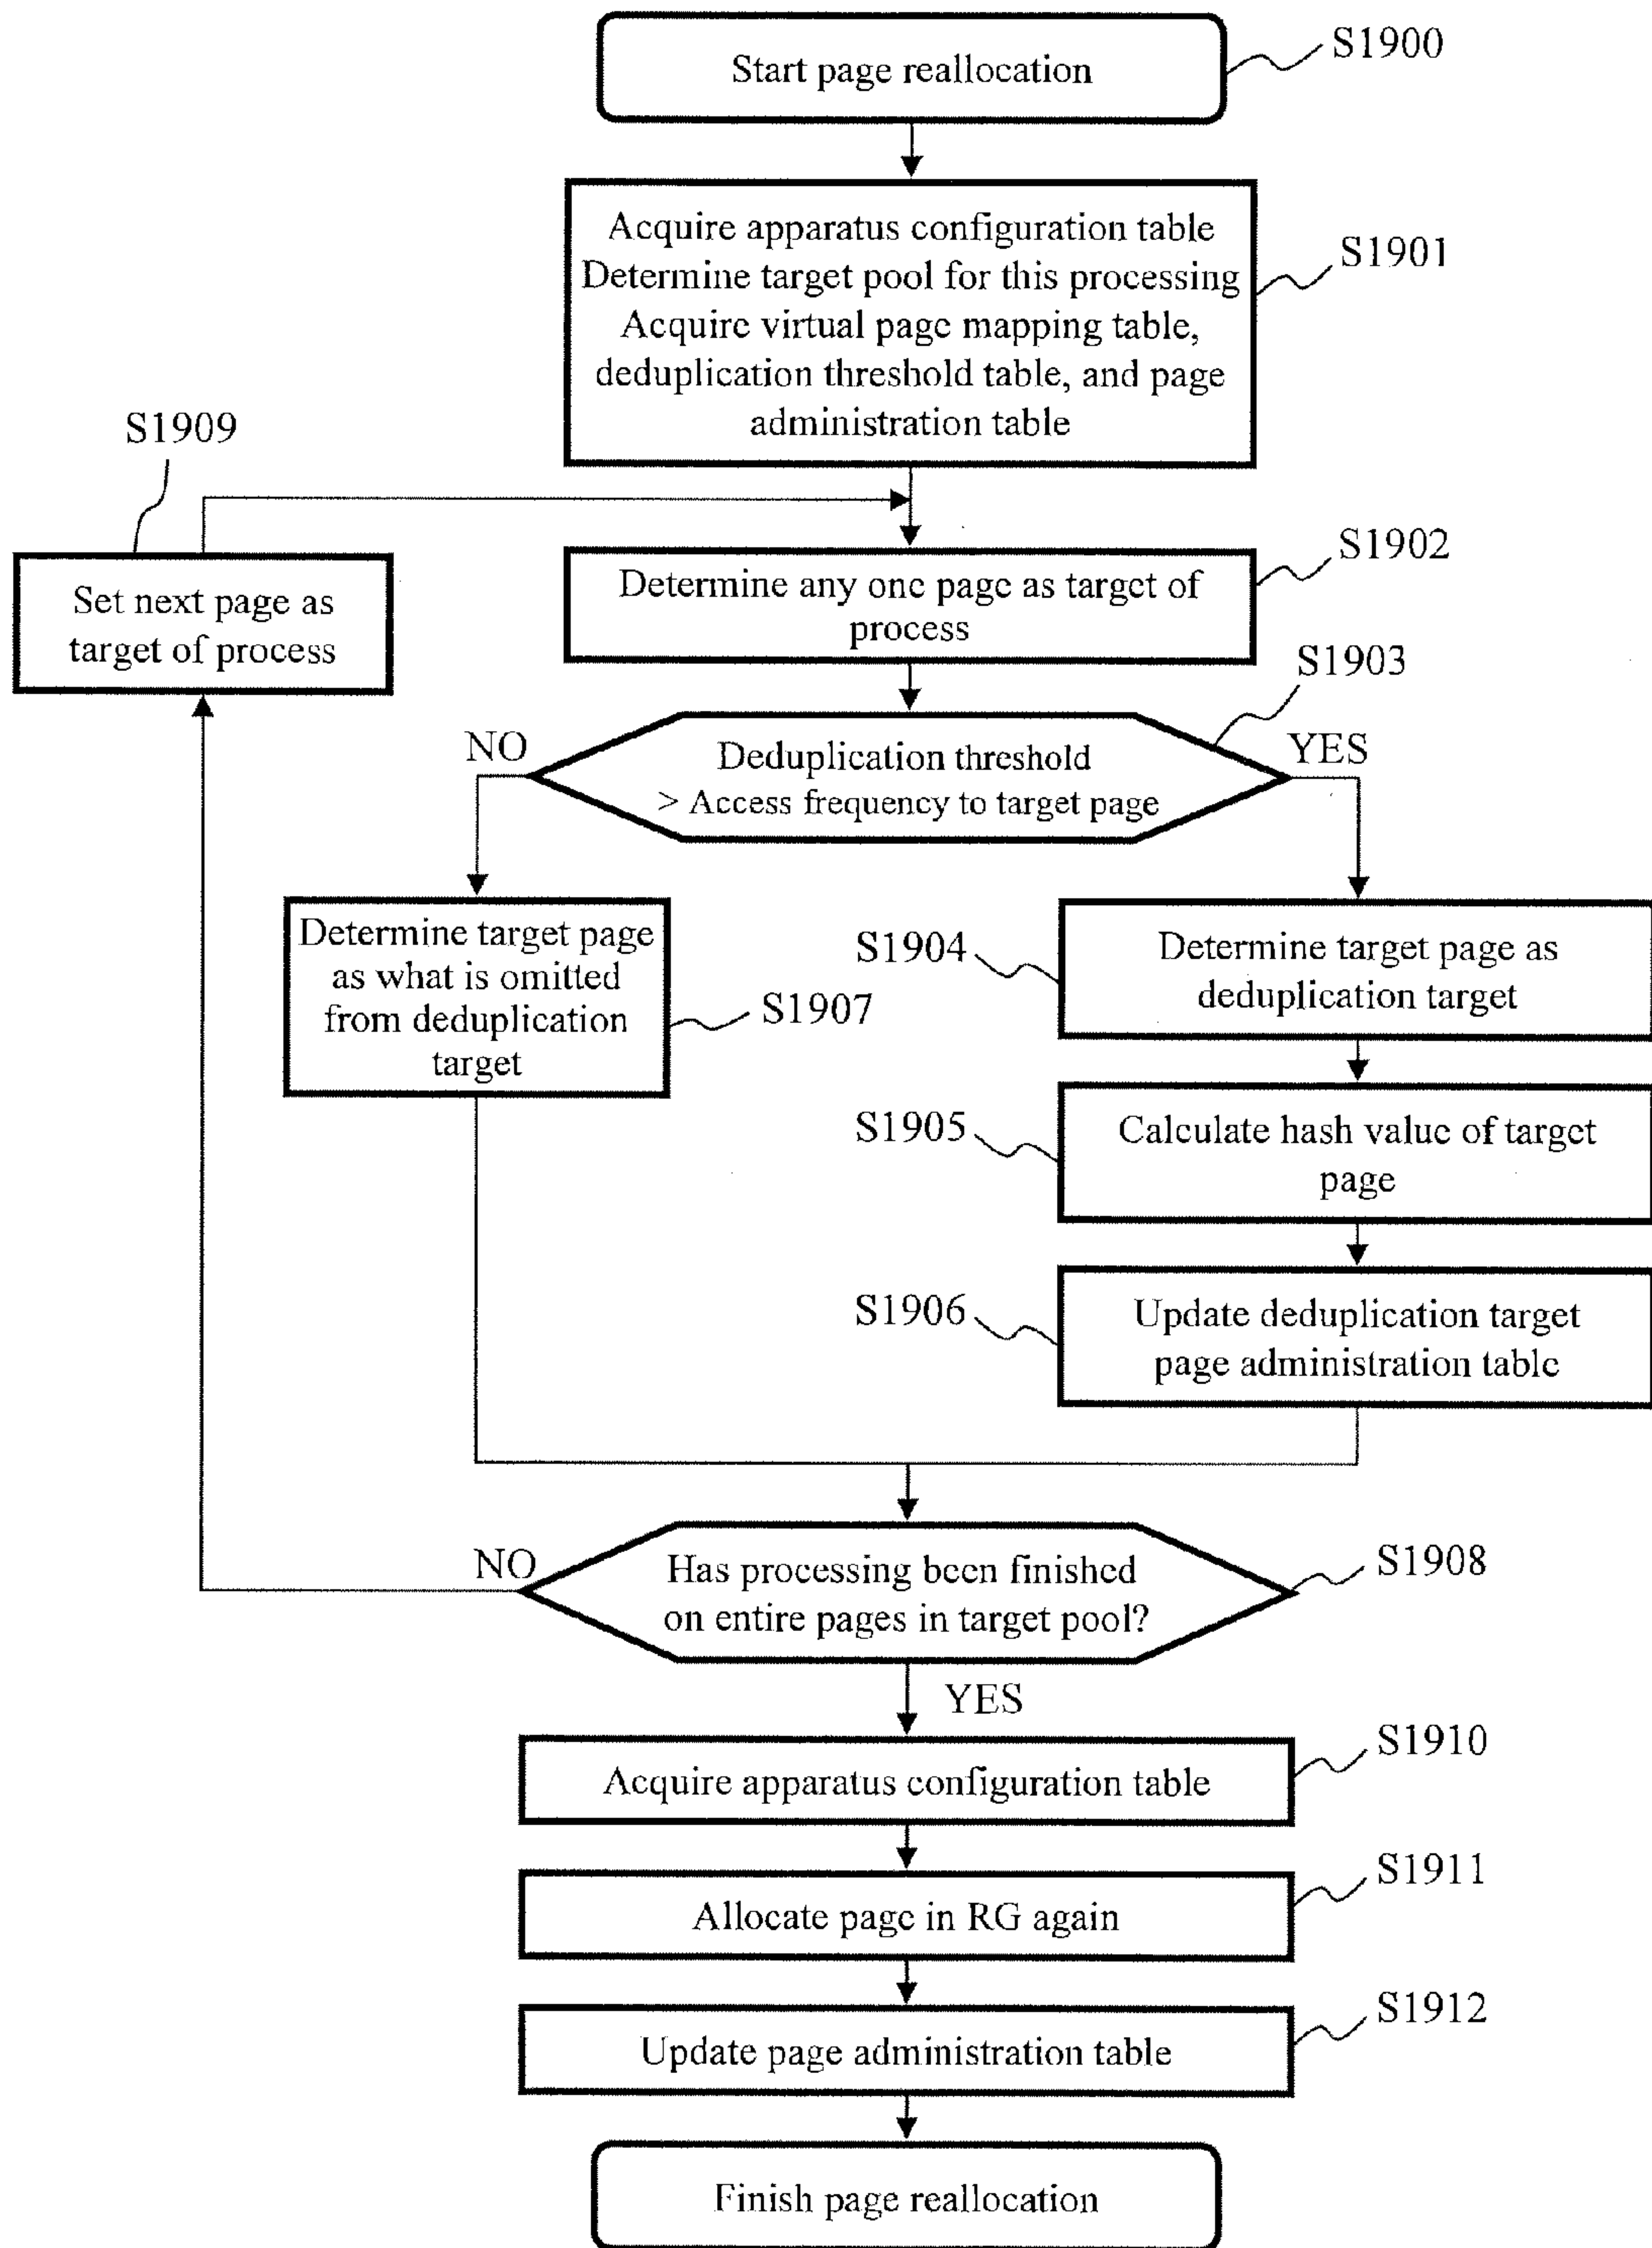 Start page reallocation
S1900
Acquire apparatus configuration table
Determine target pool for this processing
Acquire virtual page mapping table,
deduplication threshold table, and page
administration table
S1901
S1909
Set next page as
target of process
Determine any one page as target of
process
S1902
S1903
NO
Deduplication threshold
> Access frequency to target page
YES
Determine target page
as what is omitted
from deduplication
target
S1907
S1904
Determine target page as
deduplication target
S1905
Calculate hash value of target
page
S1906
Update deduplication target
page administration table
NO
Has processing been finished
on entire pages in target pool?
S1908
YES
Acquire apparatus configuration table
S1910
Allocate page in RG again
S1911
Update page administration table
S1912
Finish page reallocation